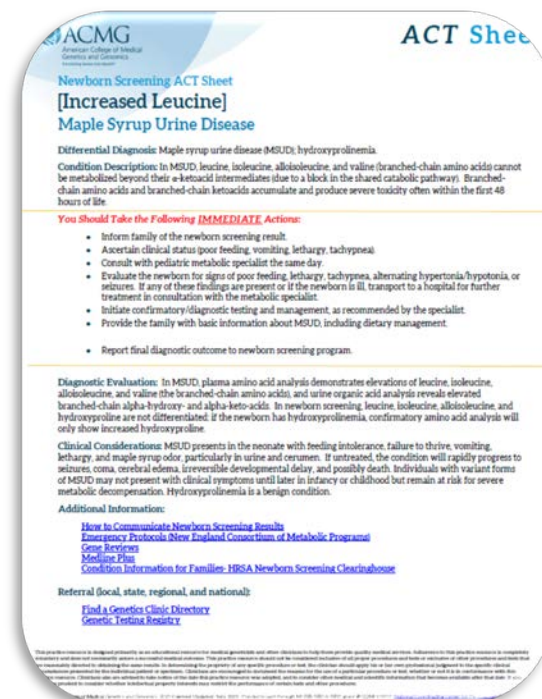 ACMG
ACT Shee
American College of Medical
Genetics and Genomics
Newborn Screening ACT Sheet
[Increased Leucine]
Maple Syrup Urine Disease
Differential Diagnosis: Maple syrup urine disease (MSUD); hydroxyprolinemia.
Condition Description: In MSUD, leucine, isoleucine, alloisoleucine, and valine (branched-chain amino acids) cannot
be metabolized beyond their α-ketoacid intermediates (due to a block in the shared catabolic pathway). Branched-
chain amino acids and branched-chain ketoacids accumulate and produce severe toxicity often within the first 48
hours of life.
You Should Take the Following IMMEDIATE Actions:
• Inform family of the newborn screening result.
• Ascertain clinical status (poor feeding, vomiting, lethargy, tachypnea).
• Consult with pediatric metabolic specialist the same day.
• Evaluate the newborn for signs of poor feeding, lethargy, tachypnea, alternating hypertonia/hypotonia, or
seizures. If any of these findings are present or if the newborn is ill, transport to a hospital for further
treatment in consultation with the metabolic specialist.
• Initiate confirmatory/diagnostic testing and management, as recommended by the specialist.
• Provide the family with basic information about MSUD, including dietary management.
• Report final diagnostic outcome to newborn screening program.
Diagnostic Evaluation: In MSUD, plasma amino acid analysis demonstrates elevations of leucine, isoleucine,
alloisoleucine, and valine (the branched-chain amino acids), and urine organic acid analysis reveals elevated
branched-chain alpha-hydroxy- and alpha-keto-acids. In newborn screening, leucine, isoleucine, alloisoleucine, and
hydroxyproline are not differentiated; if the newborn has hydroxyprolinemia, confirmatory amino acid analysis will
only show increased hydroxyproline.
Clinical Considerations: MSUD presents in the neonate with feeding intolerance, failure to thrive, vomiting,
lethargy, and maple syrup odor, particularly in urine and cerumen. If untreated, the condition will rapidly progress to
seizures, coma, cerebral edema, irreversible developmental delay, and possibly death. Individuals with variant forms
of MSUD may not present with clinical symptoms until later in infancy or childhood but remain at risk for severe
metabolic decompensation. Hydroxyprolinemia is a benign condition.
Additional Information:
How to Communicate Newborn Screening Results
Emergency Protocols (New England Consortium of Metabolic Programs)
Gene Reviews
Medline Plus
Condition Information for Families- HRSA Newborn Screening Clearinghouse
Referral (local, state, regional, and national):
Find a Genetics Clinic Directory
Genetic Testing Registry